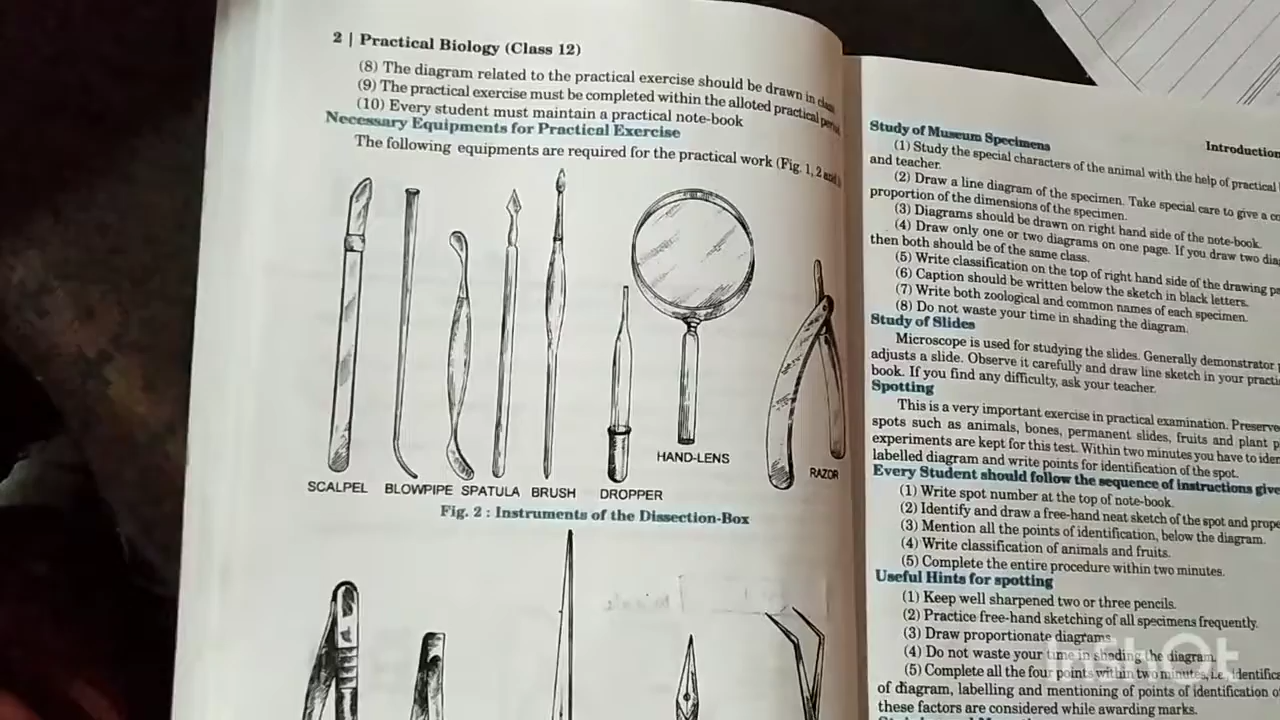 2 | Practical Biology (Class 12)
(8) The diagram related to the practical exercise should be drawn in class
(9) The practical exercise must be completed within the alloted practical
(10) Every student must maintain a practical note-book
Necessary Equipments for Practical Exercise
The following equipments are required for the practical work (Fig. 1, 2 and
HAND-LENS
RAZOR
SCALPEL BLOWPIPE SPATULA BRUSH DROPPER
Fig. 2 : Instruments of the Dissection-Box
Introduction
Study of Museum Specimens
(1) Study the special characters of the animal with the help of practical
and teacher.
(2) Draw a line diagram of the specimen. Take special care to give a
proportion of the dimensions of the specimen.
(3) Diagrams should be drawn on right hand side of the note-book.
(4) Draw only one or two diagrams on one page. If you draw two
then both should be of the same class.
(5) Write classification on the top of right hand side of the drawing
(6) Caption should be written below the sketch in black letters.
(7) Write both zoological and common names of each specimen.
(8) Do not waste your time in shading the diagram.
Study of Slides
Microscope is used for studying the slides. Generally demonstrator
adjusts a slide. Observe it carefully and draw line sketch in your
book. If you find any difficulty, ask your teacher.
Spotting
This is a very important exercise in practical examination.
spots such as animals, bones, permanent slides, fruits and plant
experiments are kept for this test. Within two minutes you have to
labelled diagram and write points for identification of the spot.
Every Student should follow the sequence of instructions
(1) Write spot number at the top of note-book.
(2) Identify and draw a free-hand neat sketch of the spot and
(3) Mention all the points of identification, below the diagram.
(4) Write classification of animals and fruits.
(5) Complete the entire procedure within two minutes.
Useful Hints for spotting
(1) Keep well sharpened two or three pencils.
(2) Practice free-hand sketching of all specimens frequently.
(3) Draw proportionate diagrams.
(4) Do not waste your time in shading the diagram.
(5) Complete all the four points within two minutes, i.e.,
of diagram, labelling and mentioning of points of identification of
these factors are considered while awarding marks.
InShOt